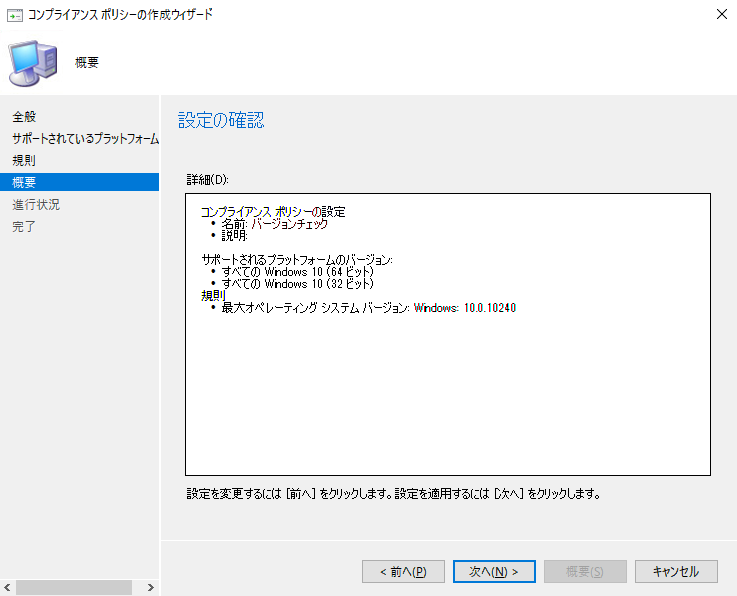 コンプライアンス ポリシーの作成ウィザード
概要
全般
サポートされているプラットフォーム
規則
概要
進行状況
完了
設定の確認
詳細(D):
コンプライアンス ポリシーの設定
• 名前: バージョンチェック
• 説明:
サポートされるプラットフォームのバージョン:
• すべての Windows 10 (64 ビット)
• すべての Windows 10 (32 ビット)
規則
• 最大オペレーティング システム バージョン: Windows: 10.0.10240
設定を変更するには [前へ] をクリックします。設定を適用するには [次へ] をクリックします。
< 前へ(P)
次へ(N) >
概要(S)
キャンセル